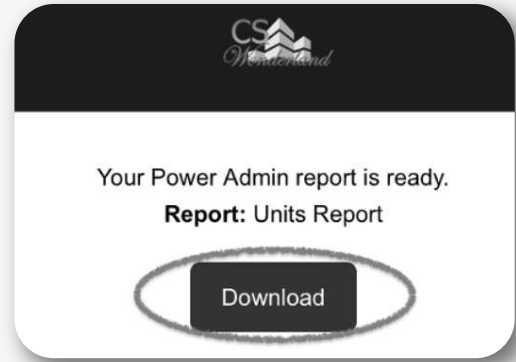 CS
Wonderland
Your Power Admin report is ready.
Report: Units Report
Download